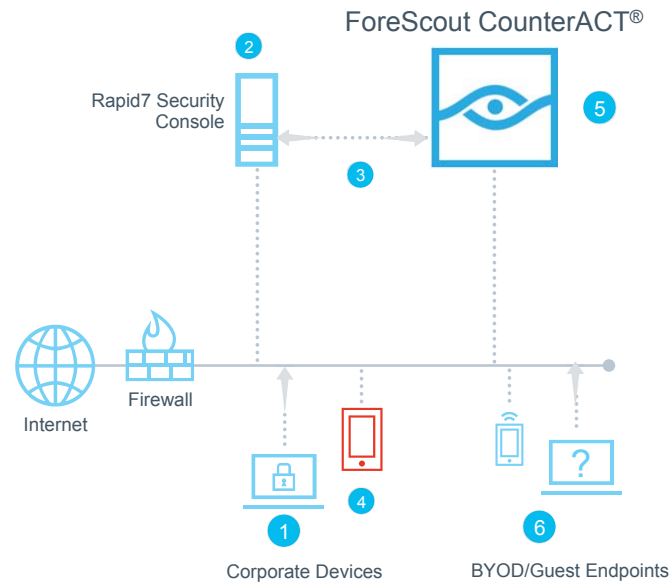 ForeScout CounterACT®
2
Rapid7 Security
Console
5
3
Internet
Firewall
?
1
4
6
Corporate Devices
BYOD/Guest Endpoints